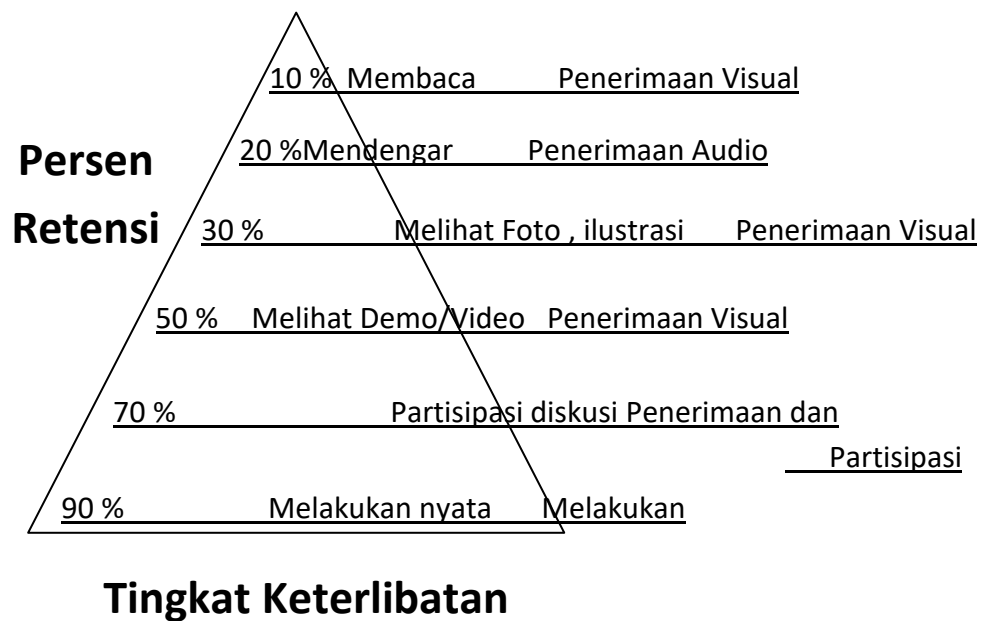 10 % Membaca Penerimaan Visual
20 %Mendengar Penerimaan Audio
Persen
Retensi
30 % Melihat Foto , ilustrasi Penerimaan Visual
50 % Melihat Demo/Video Penerimaan Visual
70 % Partisipasi diskusi Penerimaan dan
Partisipasi
90 % Melakukan nyata Melakukan
Tingkat Keterlibatan